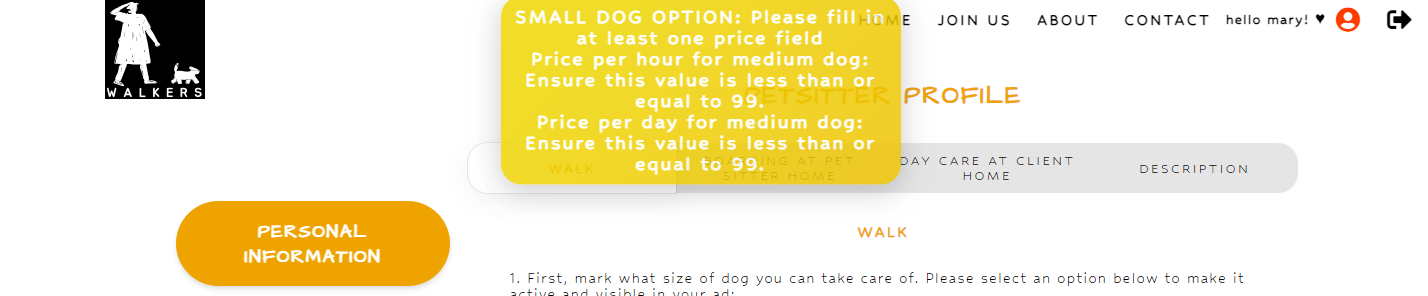 WALKERS
SMALL DOG OPTION: Please fill in
at least one price field
Price per hour for medium dog:
Ensure this value is less than or
equal to 99.
Price per day for medium dog:
Ensure this value is less than or
equal to 99.
HOME JOIN US ABOUT CONTACT hello mary! ♥
PETSITTER PROFILE
WALK
BOARDING AT PET
SITTER HOME
DAY CARE AT CLIENT
HOME
DESCRIPTION
PERSONAL
INFORMATION
WALK
1. First, mark what size of dog you can take care of. Please select an option below to make it
active and visible in your ad: